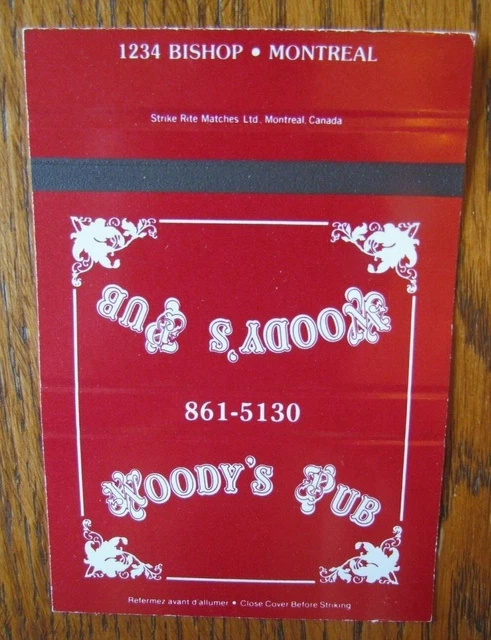 1234 BISHOP • MONTREAL
Strike Rite Matches Ltd., Montreal, Canada
WOODY'S PUB
861-5130
WOODY'S PUB
Refermez avant d'allumer • Close Cover Before Striking